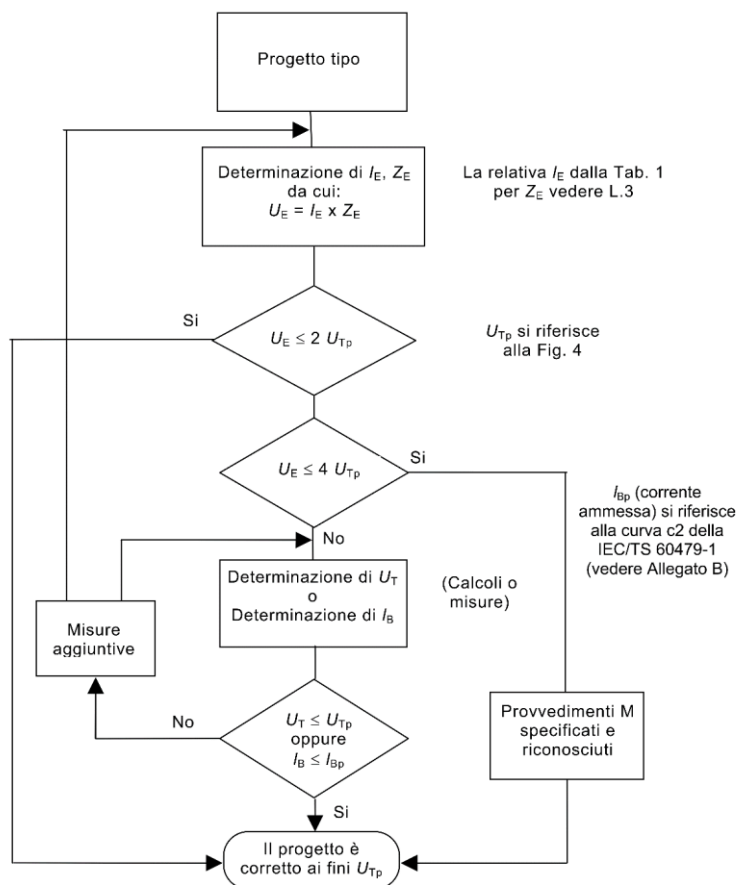 Progetto tipo
Determinazione di I_E, Z_E
da cui:
U_E = I_E x Z_E
La relativa I_E dalla Tab. 1
per Z_E vedere L.3
Si
U_E ≤ 2 U_Tp
U_Tp si riferisce
alla Fig. 4
U_E ≤ 4 U_Tp
Si
I_Bp (corrente
ammessa) si riferisce
alla curva c2 della
IEC/TS 60479-1
(vedere Allegato B)
No
Determinazione di U_T
o
Determinazione di I_B
(Calcoli o
misure)
Misure
aggiuntive
No
U_T ≤ U_Tp
oppure
I_B ≤ I_Bp
Provvedimenti M
specificati e
riconosciuti
Si
Il progetto è
corretto ai fini U_Tp